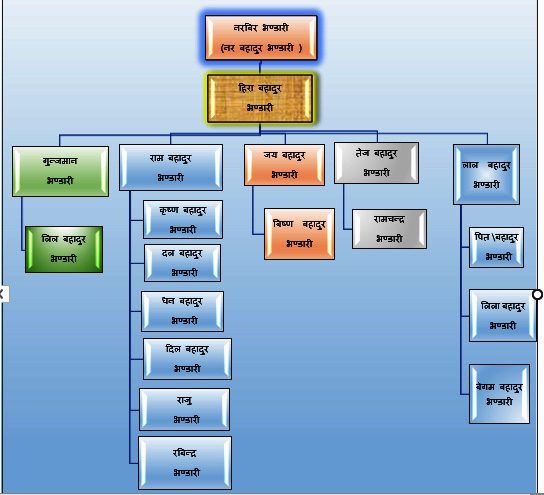 नरबिर भण्डारी
(नर बहादुर भण्डारी )
हिरा बहादुर
भण्डारी
गुल्जमान
भण्डारी
लिल बहादुर
भण्डारी
राम बहादुर
भण्डारी
कृष्ण बहादुर
भण्डारी
दल बहादुर
भण्डारी
धन बहादुर
भण्डारी
दिल बहादुर
भण्डारी
राजु
भण्डारी
रबिन्द्र
भण्डारी
जय बहादुर
भण्डारी
बिष्ण बहादुर
भण्डारी
तेज बहादुर
भण्डारी
रामचन्द्र
भण्डारी
लाल बहादुर
भण्डारी
पित \बहादुर
भण्डारी
लिला बहादुर
भण्डारी
बेगम बहादुर
भण्डारी